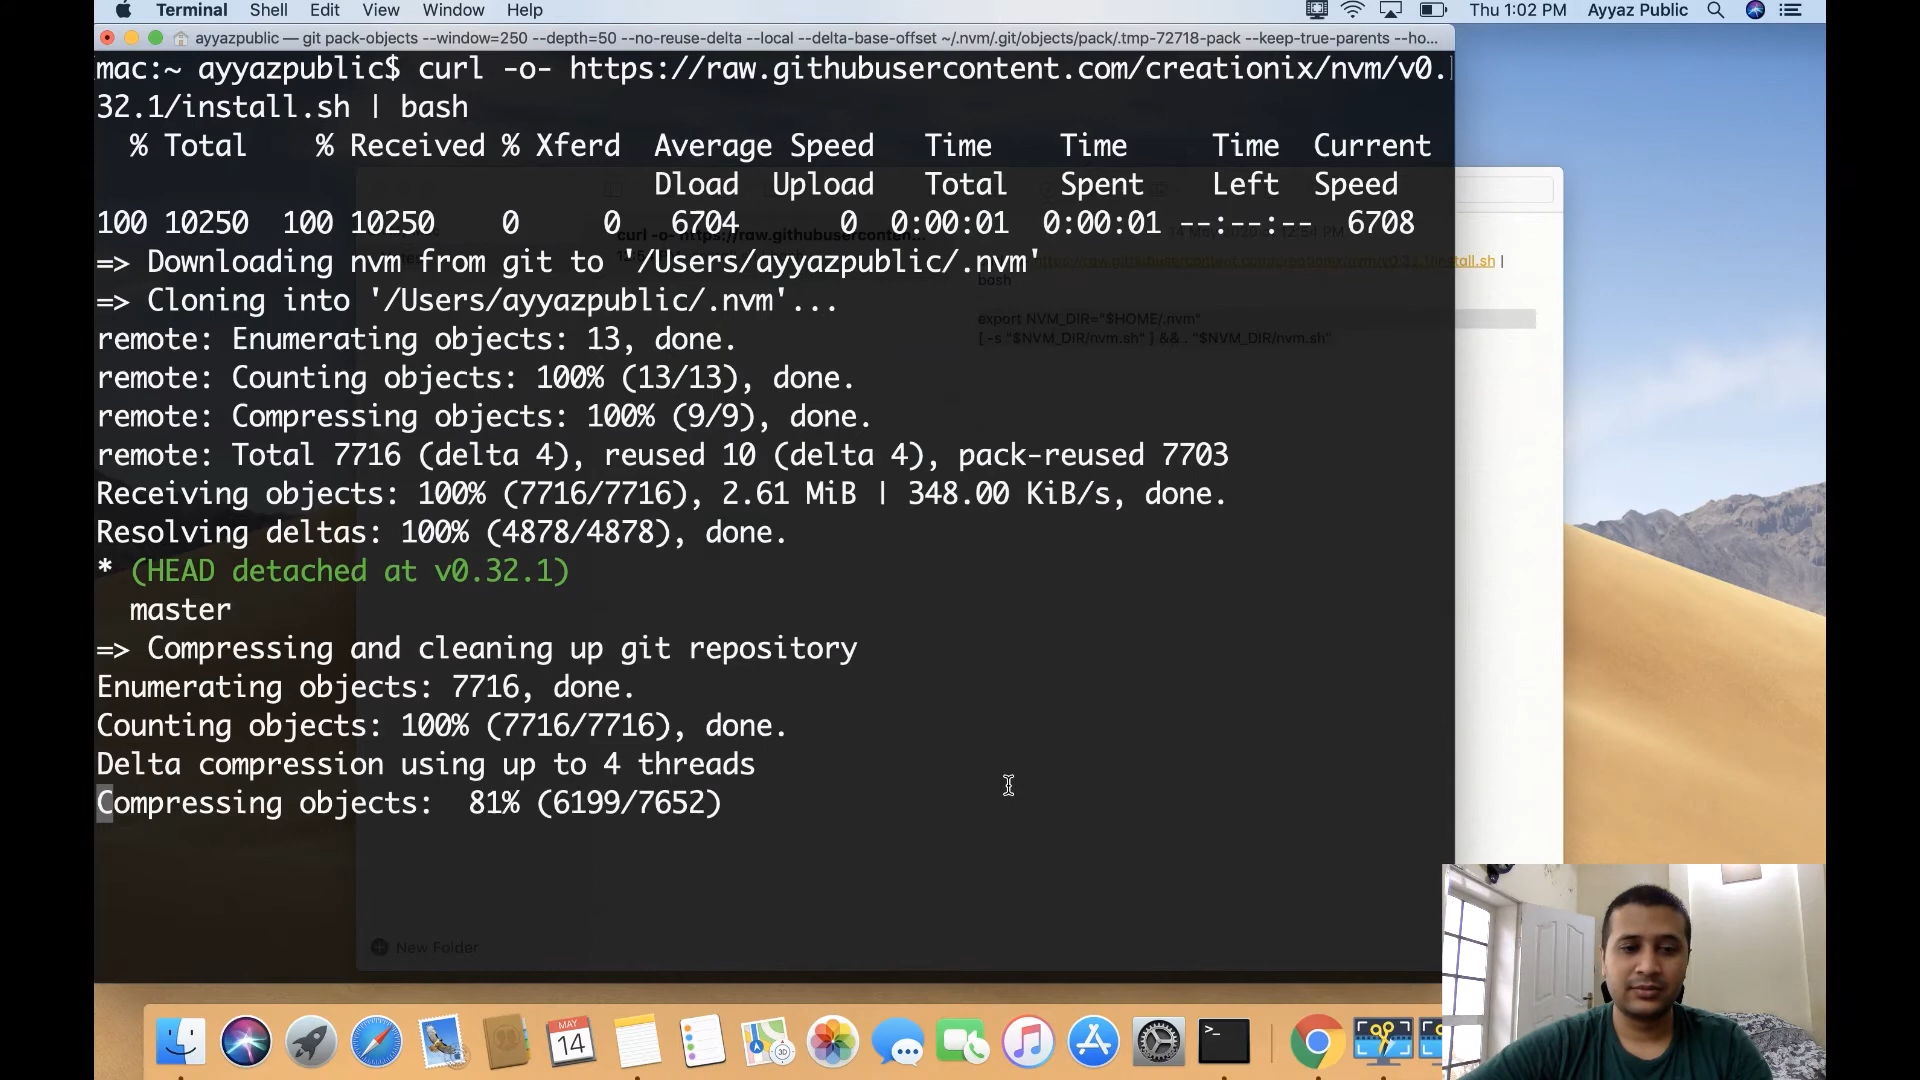 Terminal Shell Edit View Window Help Thu 1:02 PM Ayyaz Public
ayyazpublic — git pack-objects --window=250 --depth=50 --no-reuse-delta --local --delta-base-offset ~/.nvm/.git/objects/pack/.tmp-72718-pack --keep-true-parents --ho...
mac:~ ayyazpublic$ curl -o- https://raw.githubusercontent.com/creationix/nvm/v0.
32.1/install.sh | bash
% Total % Received % Xferd Average Speed Time Time Time Current
Dload Upload Total Spent Left Speed
100 10250 100 10250 0 0 6704 0 0:00:01 0:00:01 --:--:-- 6708
=> Downloading nvm from git to '/Users/ayyazpublic/.nvm'
=> Cloning into '/Users/ayyazpublic/.nvm'...
remote: Enumerating objects: 13, done.
remote: Counting objects: 100% (13/13), done.
remote: Compressing objects: 100% (9/9), done.
remote: Total 7716 (delta 4), reused 10 (delta 4), pack-reused 7703
Receiving objects: 100% (7716/7716), 2.61 MiB | 348.00 KiB/s, done.
Resolving deltas: 100% (4878/4878), done.
* (HEAD detached at v0.32.1)
master
=> Compressing and cleaning up git repository
Enumerating objects: 7716, done.
Counting objects: 100% (7716/7716), done.
Delta compression using up to 4 threads
Compressing objects: 81% (6199/7652)
curl -o- https://raw.githubusercontent...
stall.sh |
bash
export NVM_DIR="$HOME/.nvm"
[ -s "$NVM_DIR/nvm.sh" ] && . "$NVM_DIR/nvm.sh"
New Folder
MAY
14
3D
>_